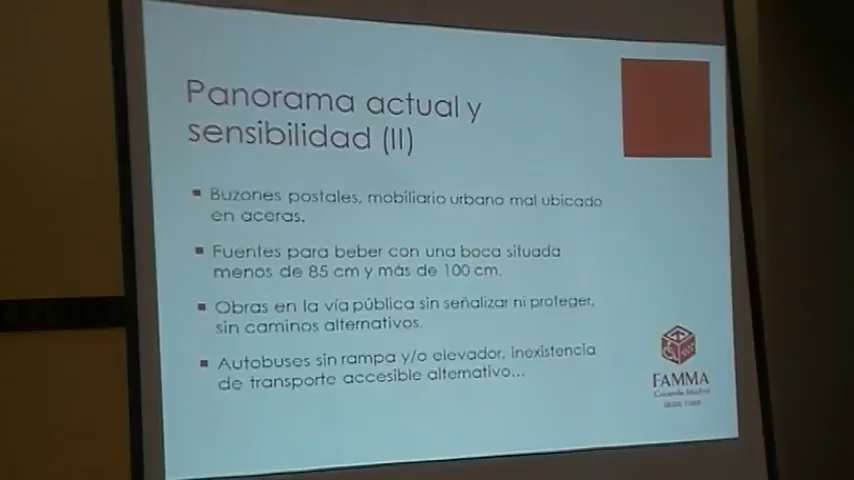 Panorama actual y
sensibilidad (II)
Buzones postales, mobiliario urbano mal ubicado
en aceras.
Fuentes para beber con una boca situada
menos de 85 cm y más de 100 cm.
Obras en la vía pública sin señalizar ni proteger,
sin caminos alternativos.
Autobuses sin rampa y/o elevador, inexistencia
de transporte accesible alternativo...
FAMMA
Cocemfe Madrid